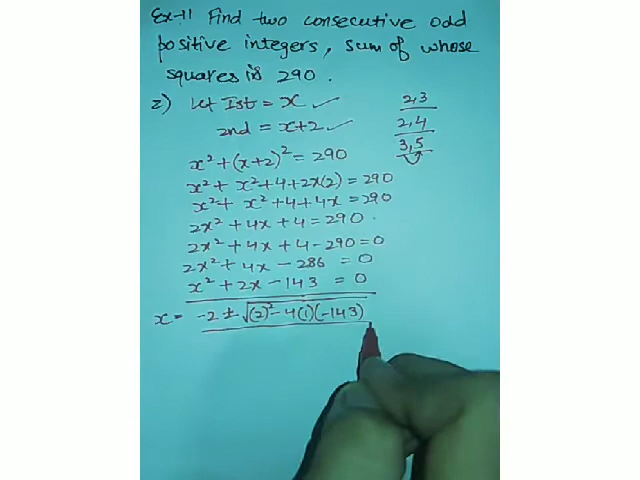 Ex-11 Find two consecutive odd
positive integers, sum of whose
squares is 290.
2) Let Ist = x ✓
2nd = x+2 ✓
2,3
2,4
3,5
x² + (x+2)² = 290
x² + x² + 4 + 2x(2) = 290
x² + x² + 4 + 4x = 290
2x² + 4x + 4 = 290
2x² + 4x + 4 - 290 = 0
2x² + 4x - 286 = 0
x² + 2x - 143 = 0
x = -2 ± √(2)² - 4(1)(-143)